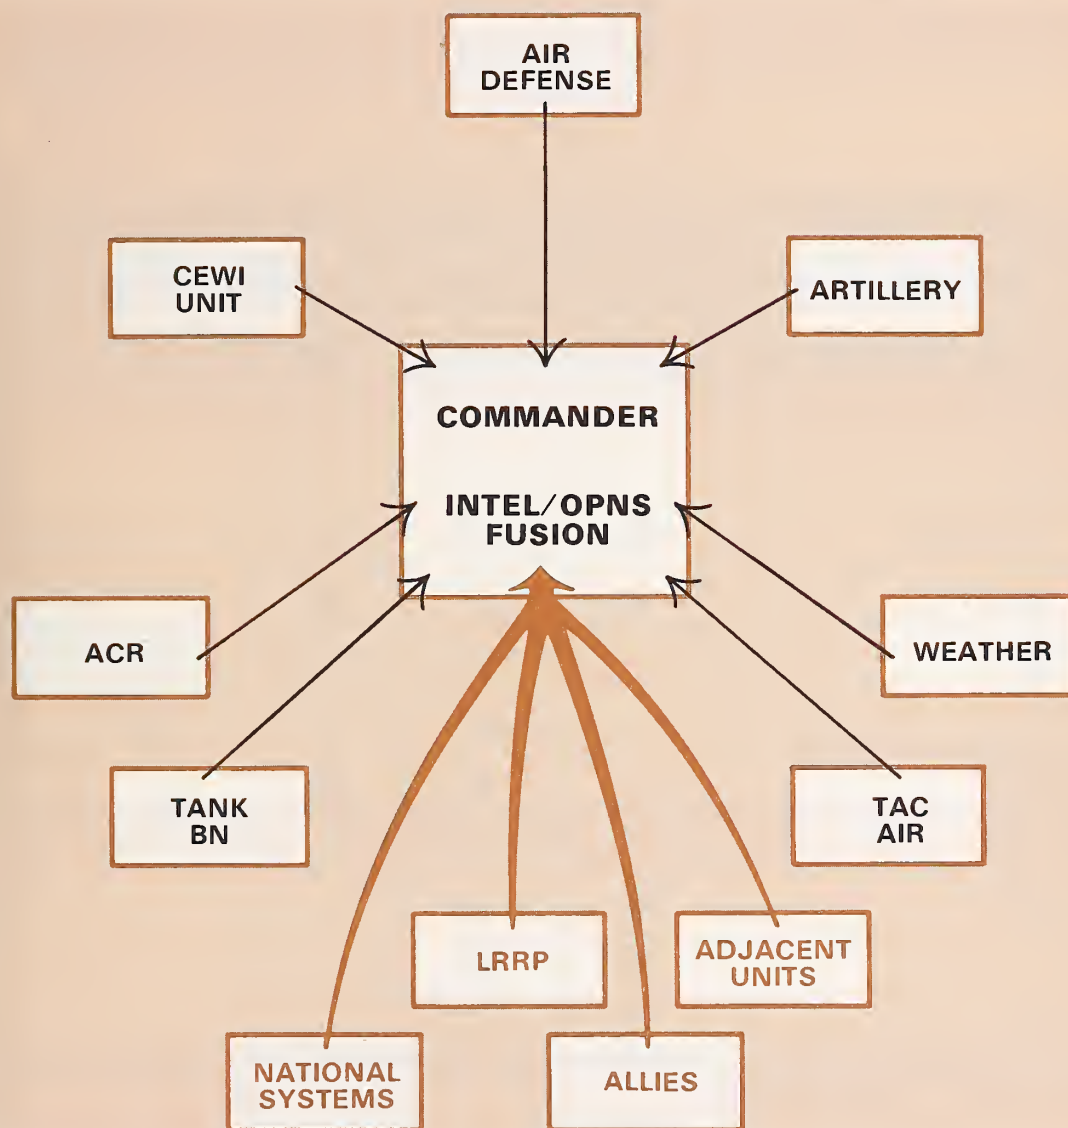 AIR
DEFENSE
CEWI
UNIT
ARTILLERY
COMMANDER
INTEL/OPNS
FUSION
ACR
WEATHER
TANK
BN
TAC
AIR
LRRP
ADJACENT
UNITS
NATIONAL
SYSTEMS
ALLIES